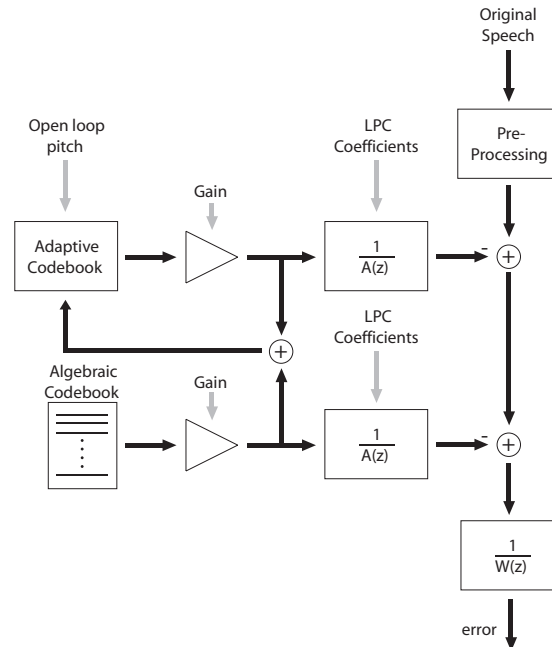 Original
Speech
Pre-
Processing
Open loop
pitch
Gain
LPC
Coefficients
Adaptive
Codebook
1
A(z)
-
+
+
LPC
Coefficients
Algebraic
Codebook
Gain
1
A(z)
-
+
1
W(z)
error